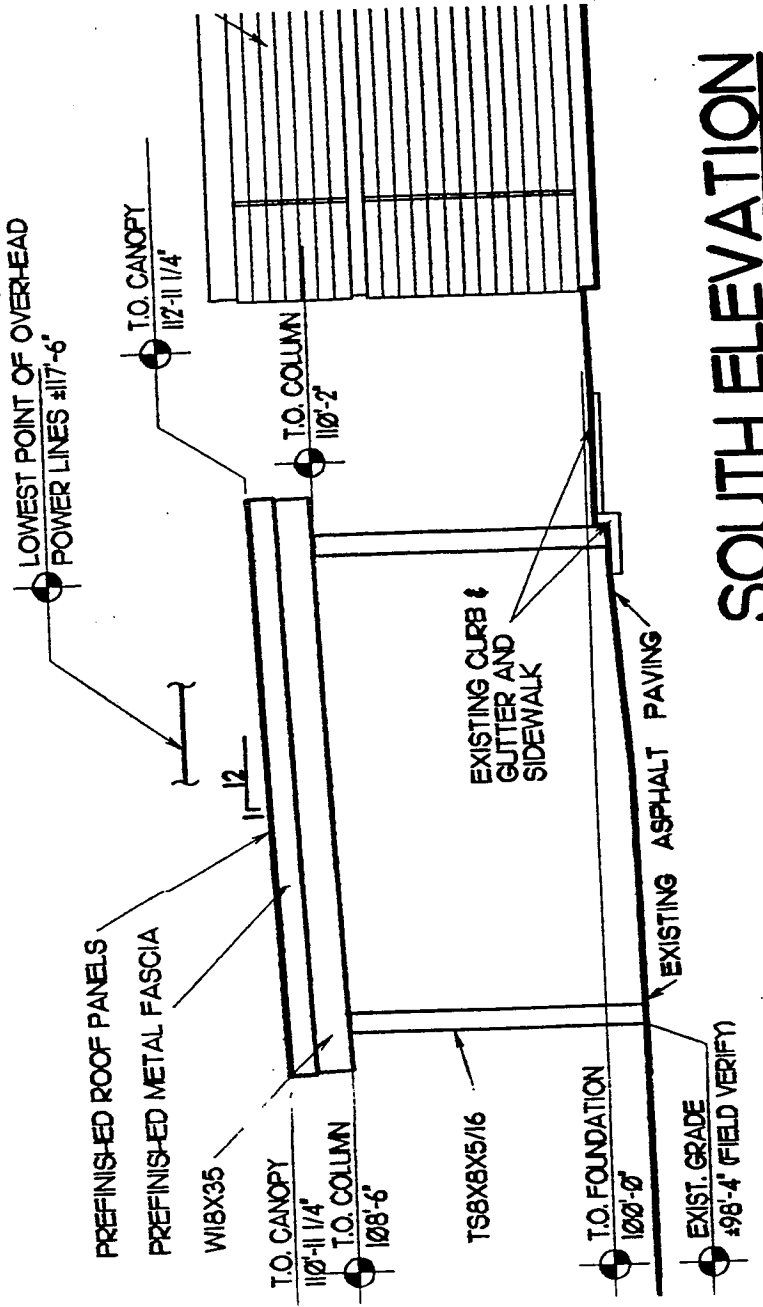 LOWEST POINT OF OVERHEAD
POWER LINES ±117'-6"
T.O. CANOPY
112'-11 1/4"
T.O. COLUMN
110'-2"
PREFINISHED ROOF PANELS
PREFINISHED METAL FASCIA
W18X35
1
12
T.O. CANOPY
110'-11 1/4"
T.O. COLUMN
108'-6"
EXISTING CURB &
GUTTER AND
SIDEWALK
TS8X8X5/16
T.O. FOUNDATION
100'-0"
EXISTING ASPHALT PAVING
EXIST. GRADE
±98'-4" (FIELD VERIFY)
SOUTH ELEVATION